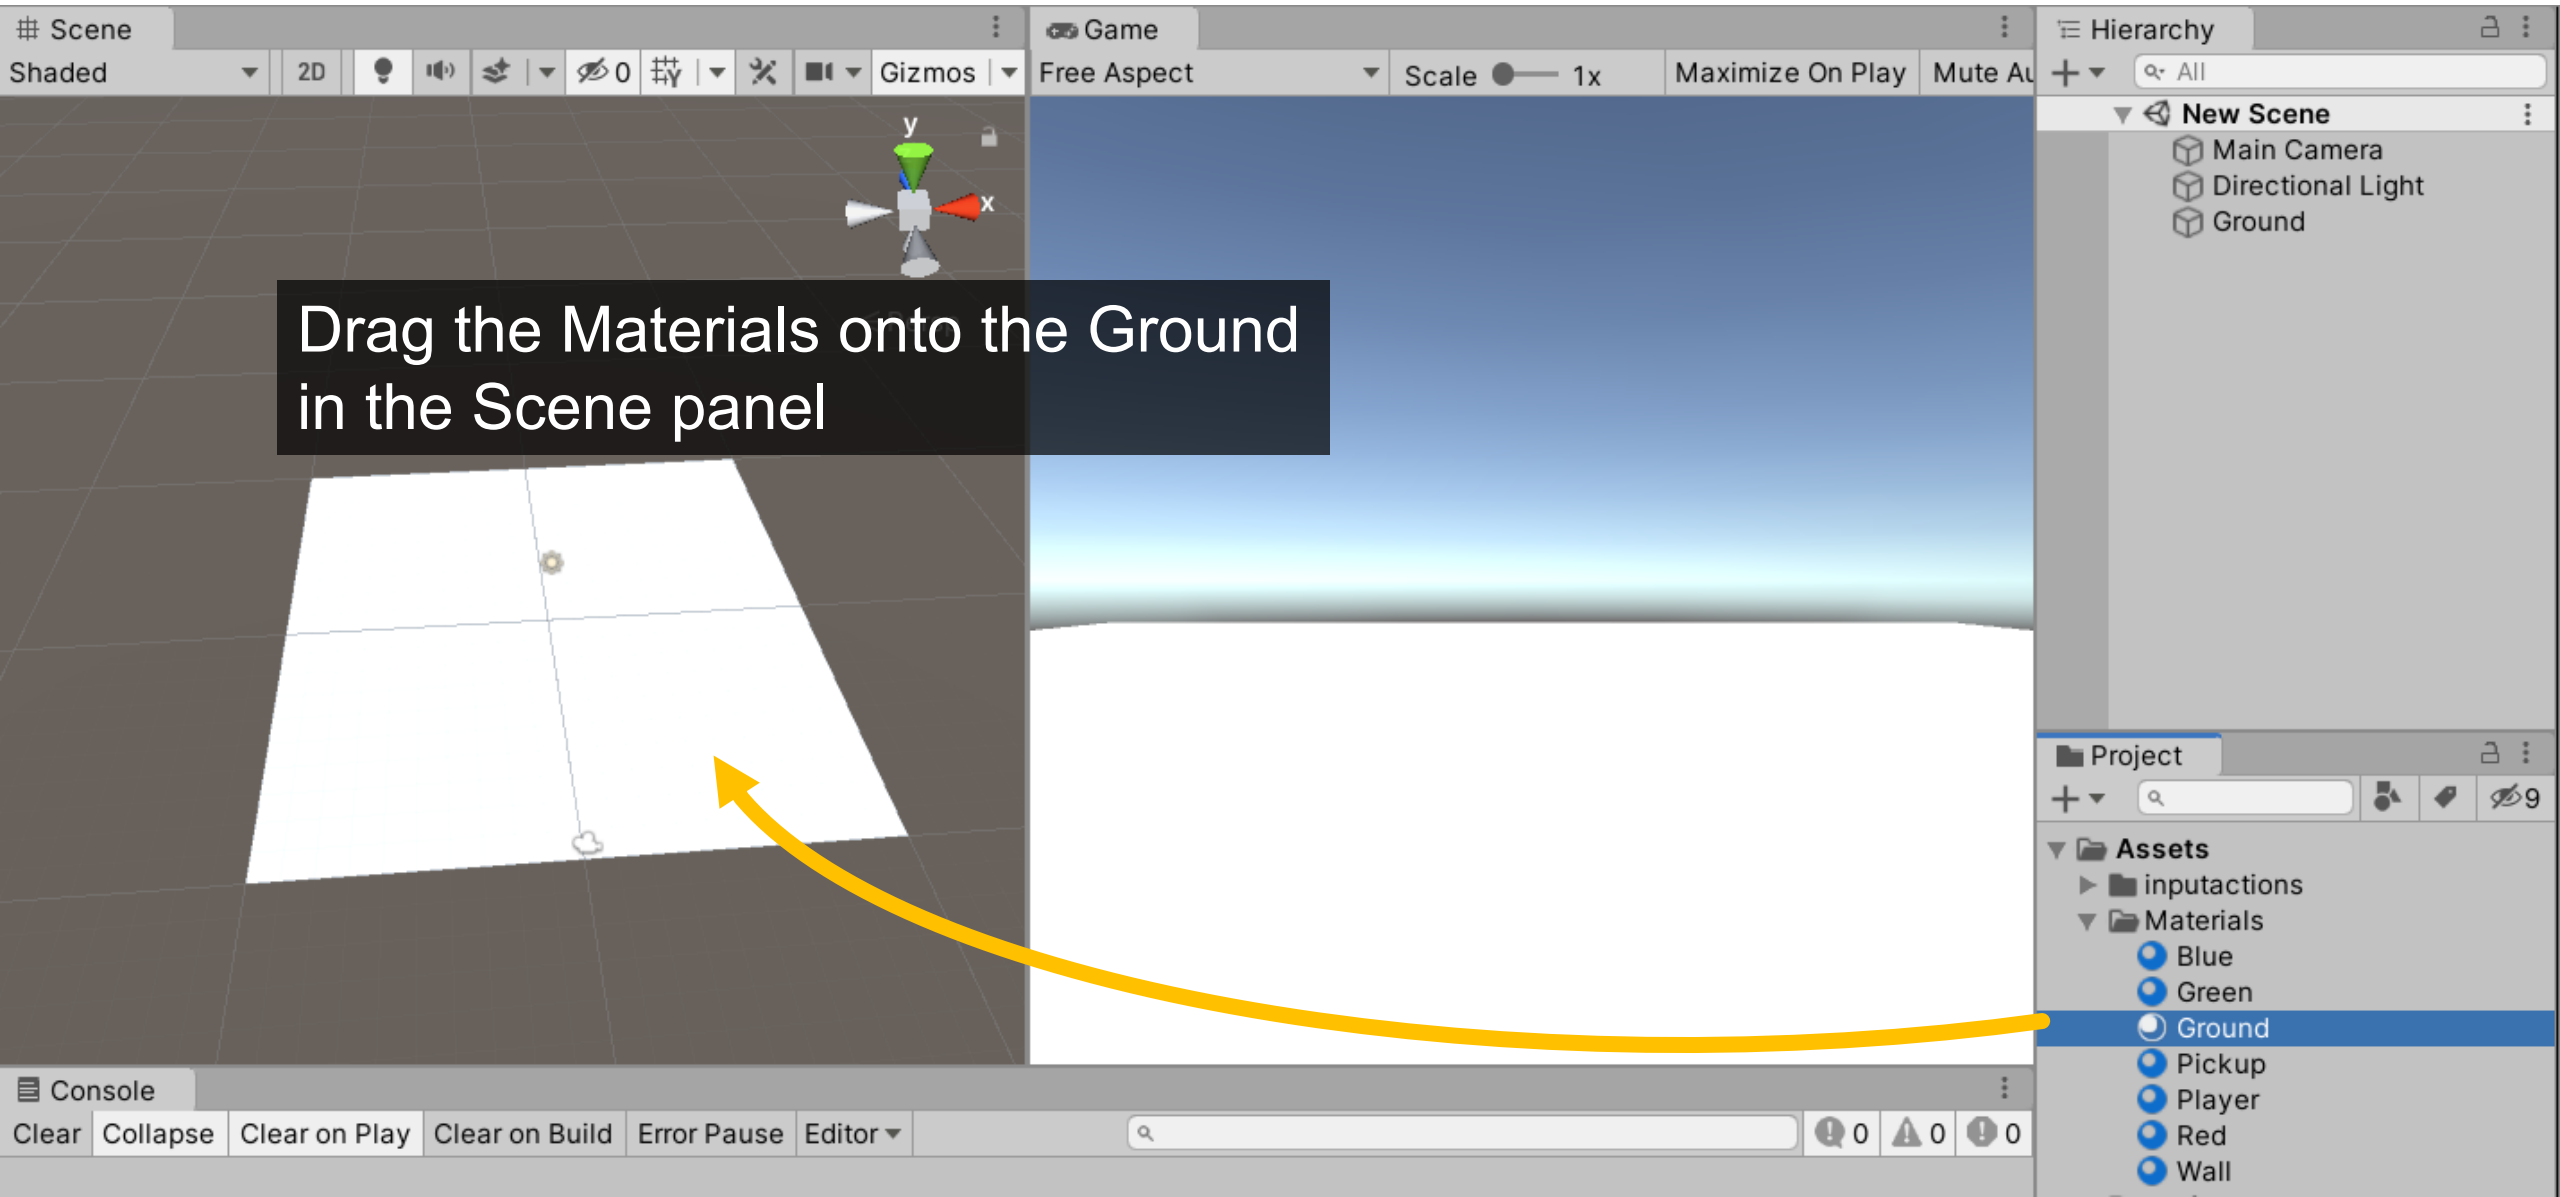 Scene
Shaded
2D
0
Gizmos
y
x
Drag the Materials onto the Ground
in the Scene panel
Game
Free Aspect
Scale
1x
Maximize On Play
Mute Au
Hierarchy
All
New Scene
Main Camera
Directional Light
Ground
Project
9
Assets
inputactions
Materials
Blue
Green
Ground
Pickup
Player
Red
Wall
Console
Clear
Collapse
Clear on Play
Clear on Build
Error Pause
Editor
0
0
0